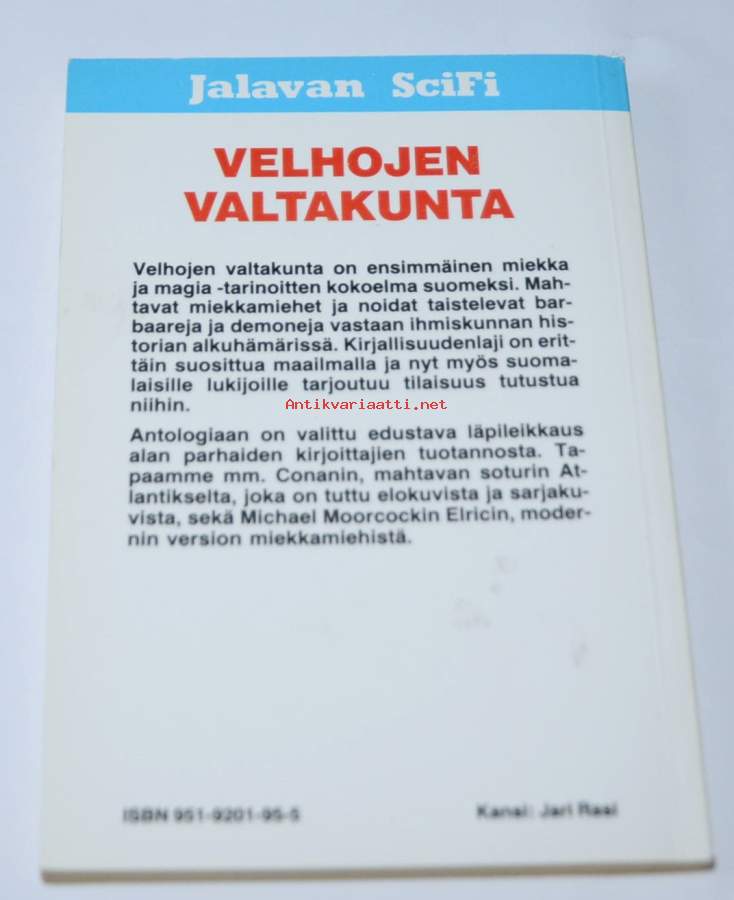 Jalavan SciFi
VELHOJEN
VALTAKUNTA
Velhojen valtakunta on ensimmäinen miekka
ja magia -tarinoitten kokoelma suomeksi. Mah-
tavat miekkamiehet ja noidat taistelevat bar-
baareja ja demoneja vastaan ihmiskunnan his-
torian alkuhämärissä. Kirjallisuudenlaji on erit-
täin suosittua maailmalla ja nyt myös suoma-
laisille lukijoille tarjoutuu tilaisuus tutustua
niihin.
Antikvariaatti.net
Antologiaan on valittu edustava läpileikkaus
alan parhaiden kirjoittajien tuotannosta. Ta-
paamme mm. Conanin, mahtavan soturin At-
lantikselta, joka on tuttu elokuvista ja sarjaku-
vista, sekä Michael Moorcockin Elricin, moder-
nin version miekkamiehistä.
ISBN 951-9201-95-5
Kansi: Jari Rasi